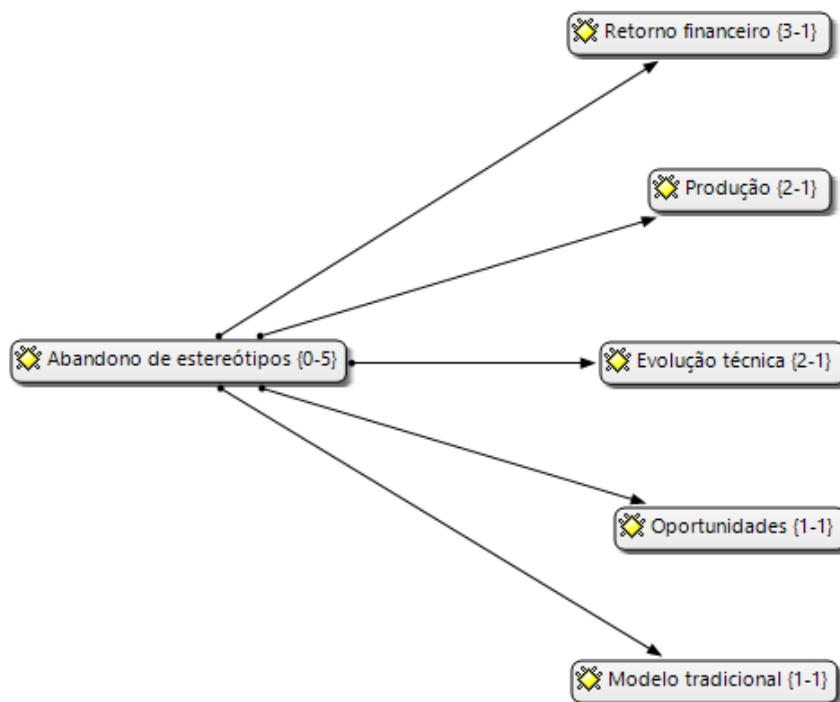 Retorno financeiro {3-1}
Produção {2-1}
Abandono de estereótipos {0-5}
Evolução técnica {2-1}
Oportunidades {1-1}
Modelo tradicional {1-1}